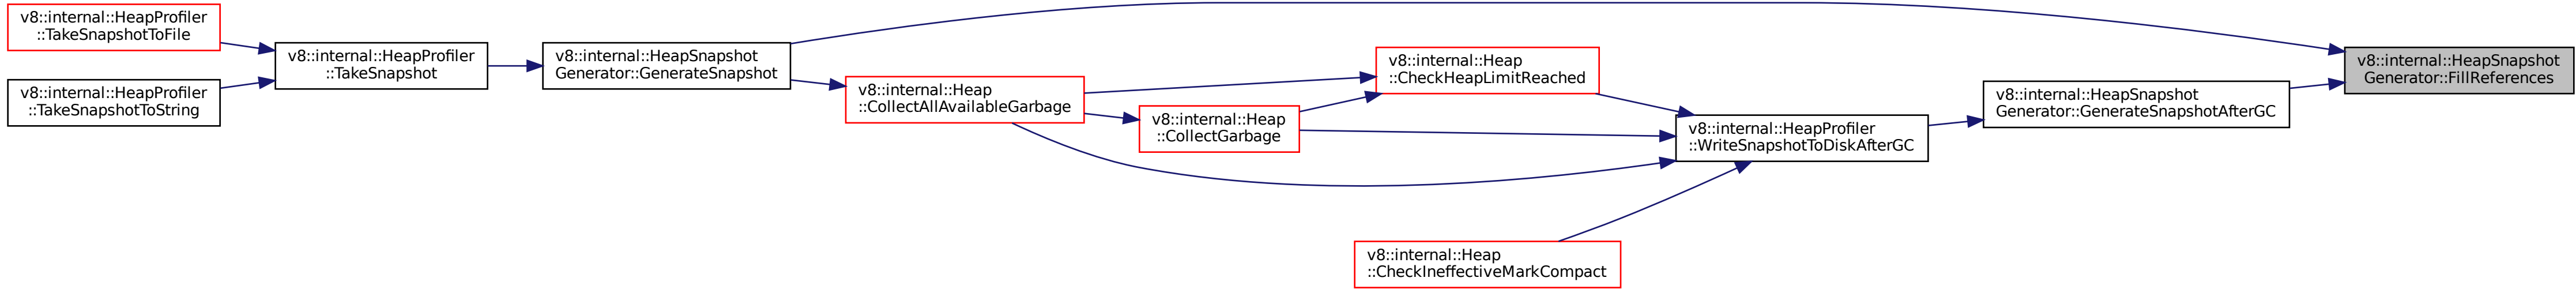 v8::internal::HeapProfiler
::TakeSnapshotToFile
v8::internal::HeapProfiler
::TakeSnapshotToString
v8::internal::HeapProfiler
::TakeSnapshot
v8::internal::HeapSnapshot
Generator::GenerateSnapshot
v8::internal::Heap
::CollectAllAvailableGarbage
v8::internal::Heap
::CollectGarbage
v8::internal::Heap
::CheckHeapLimitReached
v8::internal::Heap
::CheckIneffectiveMarkCompact
v8::internal::HeapProfiler
::WriteSnapshotToDiskAfterGC
v8::internal::HeapSnapshot
Generator::GenerateSnapshotAfterGC
v8::internal::HeapSnapshot
Generator::FillReferences